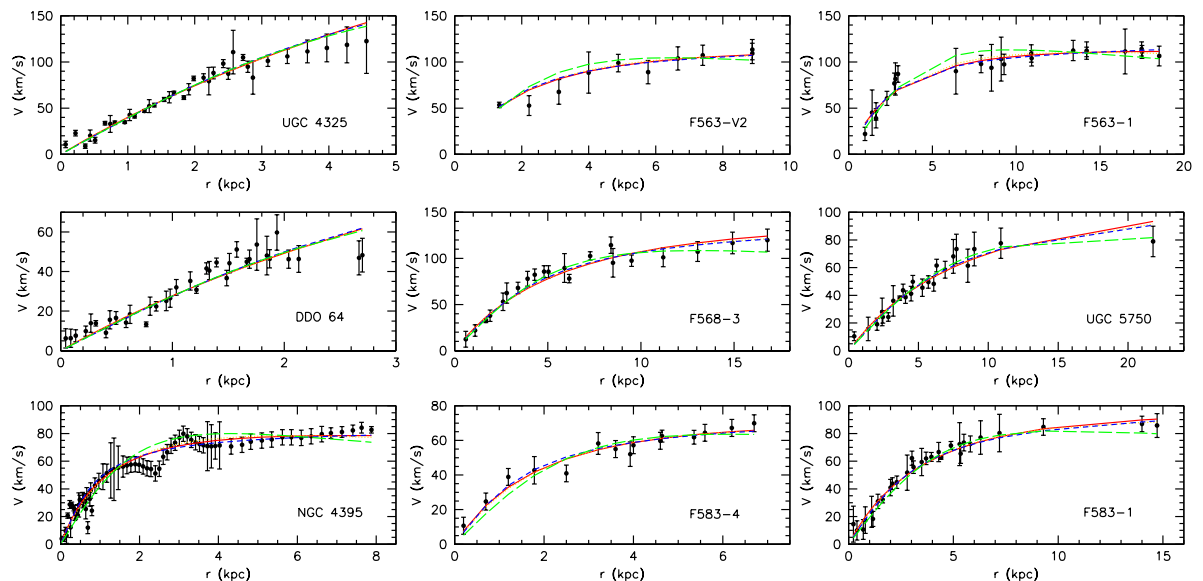 150
100
50
0
V (km/s)
UGC 4325
0 1 2 3 4 5
r (kpc)
150
100
50
0
V (km/s)
F563-V2
0 2 4 6 8 10
r (kpc)
150
100
50
0
V (km/s)
F563-1
0 5 10 15 20
r (kpc)
60
40
20
0
V (km/s)
DDO 64
0 1 2 3
r (kpc)
150
100
50
0
V (km/s)
F568-3
0 5 10 15
r (kpc)
100
80
60
40
20
0
V (km/s)
UGC 5750
0 5 10 15 20
r (kpc)
100
80
60
40
20
0
V (km/s)
NGC 4395
0 2 4 6 8
r (kpc)
80
60
40
20
0
V (km/s)
F583-4
0 2 4 6
r (kpc)
100
80
60
40
20
0
V (km/s)
F583-1
0 5 10 15
r (kpc)